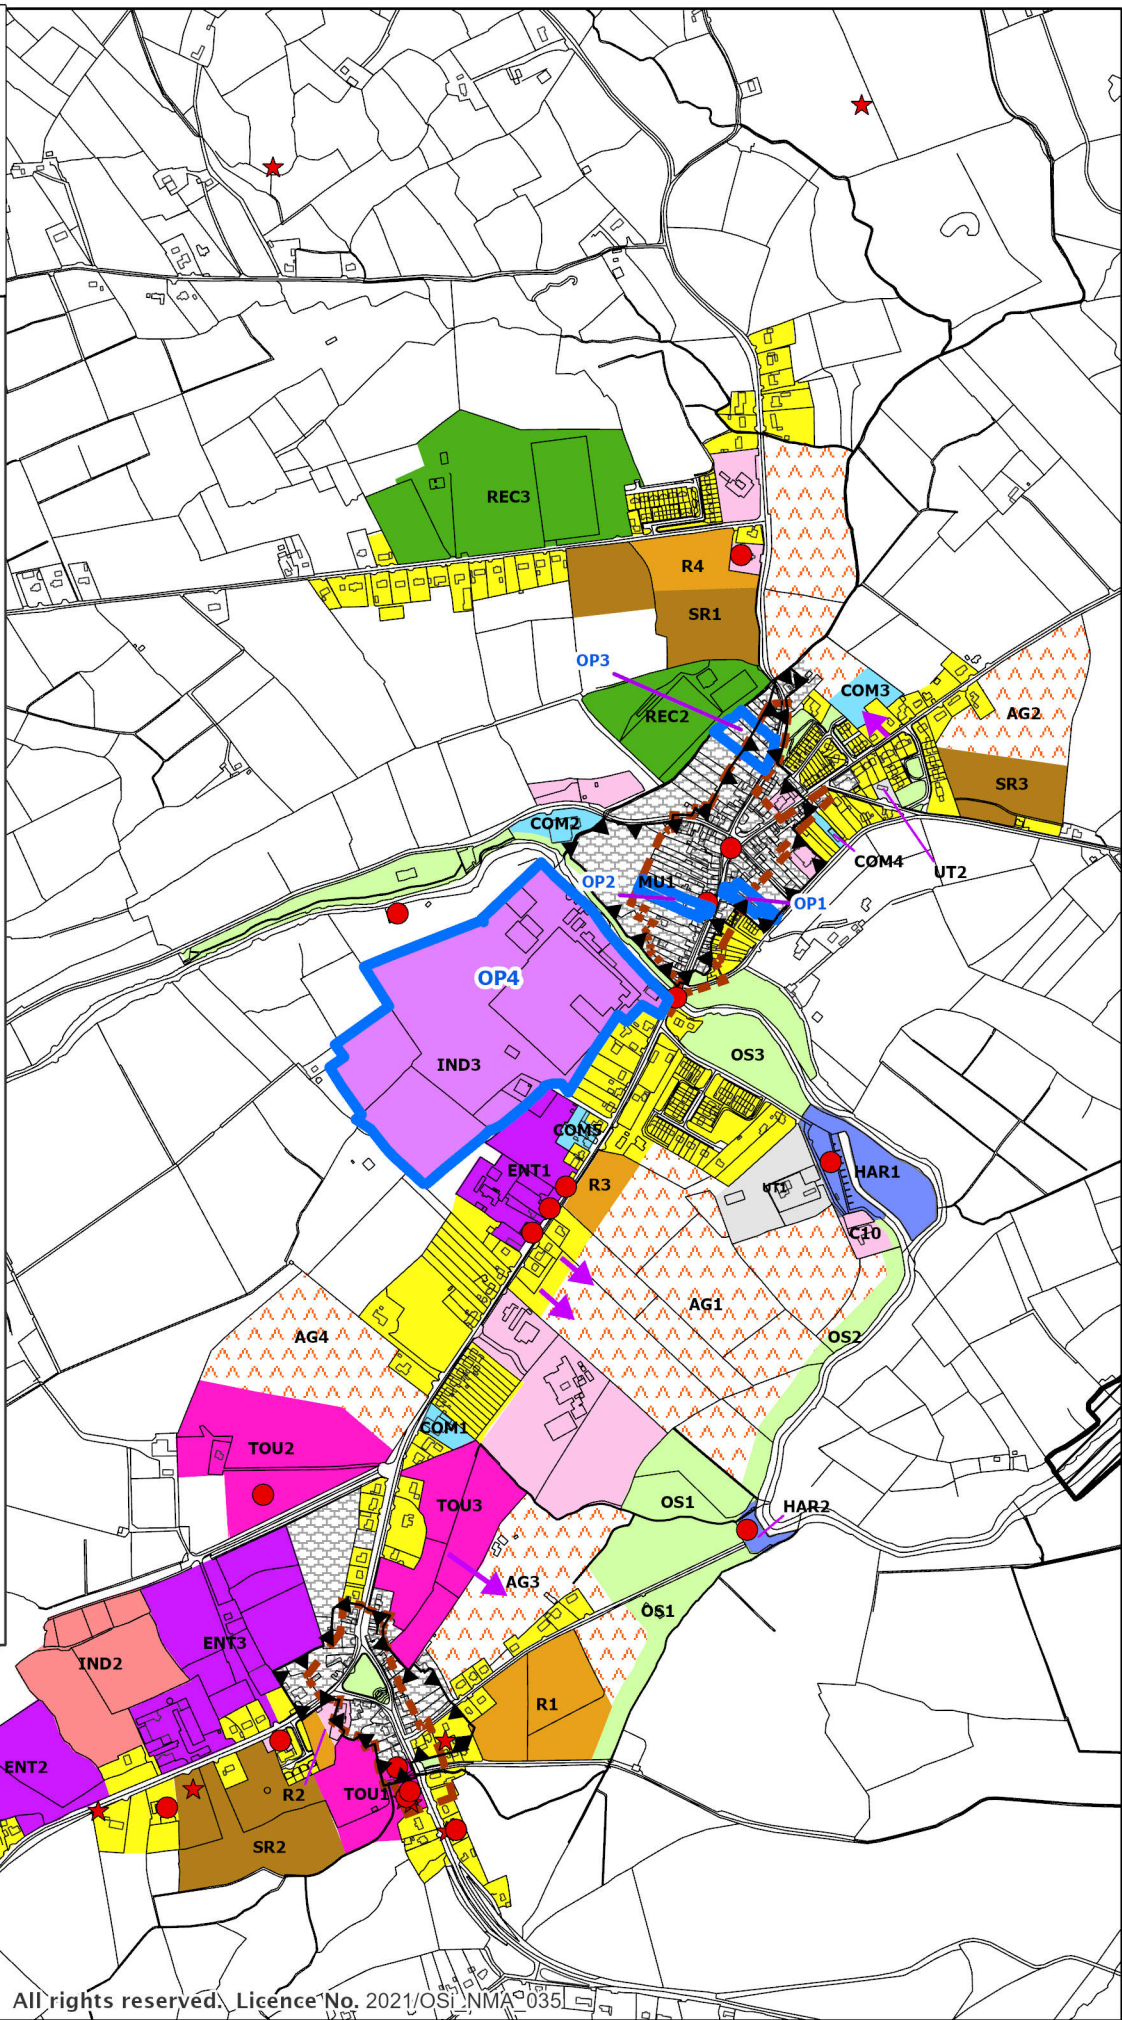 REC3
R4
SR1
OP3
COM3
REC2
AG2
SR3
COM2
COM4
UT2
OP2
MU1
OP1
OP4
OS3
IND3
COM5
ENT1
HAR1
R3
UT1
C10
AG1
AG4
OS2
COM1
TOU2
TOU3
OS1
HAR2
AG3
OS1
ENT3
IND2
R1
ENT2
R2
TOU1
SR2
All rights reserved. Licence No. 2021/OSi_NMA_035